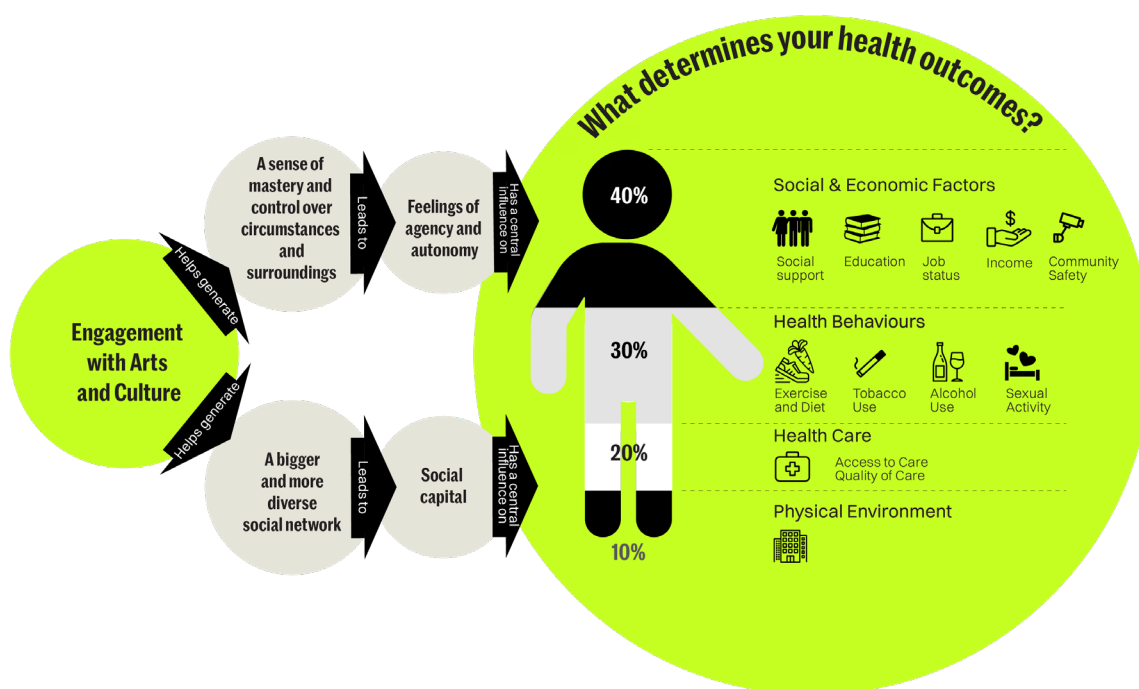 What determines your health outcomes?
Engagement
with Arts
and Culture
Helps generate
Helps generate
A sense of
mastery and
control over
circumstances
and
surroundings
Leads to
Feelings of
agency and
autonomy
Has a central
influence on
A bigger
and more
diverse
social network
Leads to
Social
capital
Has a central
influence on
40%
Social & Economic Factors
Social
support
Education
Job
status
Income
Community
Safety
30%
Health Behaviours
Exercise
and Diet
Tobacco
Use
Alcohol
Use
Sexual
Activity
20%
Health Care
Access to Care
Quality of Care
10%
Physical Environment